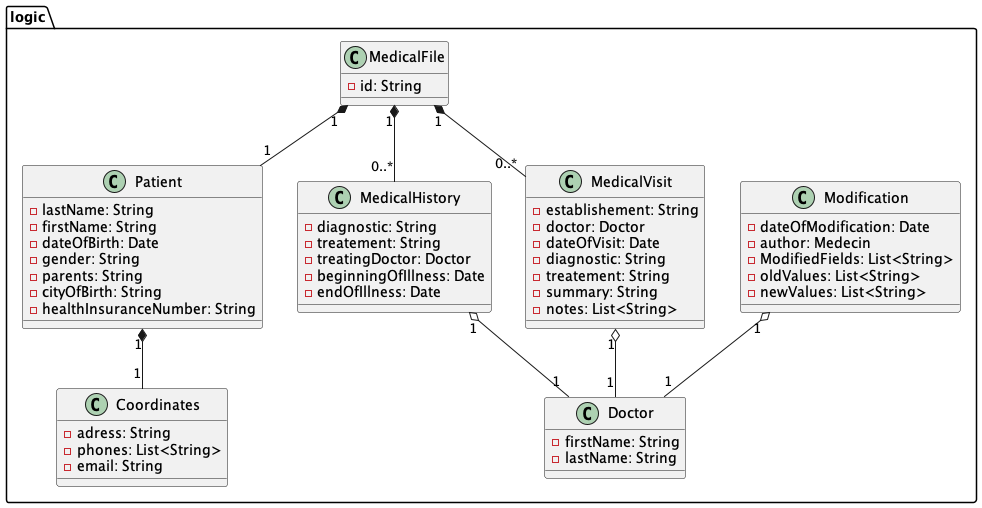 logic
C MedicalFile
id: String
1 1 1
1 0..* 0..*
C Patient
lastName: String
firstName: String
dateOfBirth: Date
gender: String
parents: String
cityOfBirth: String
healthInsuranceNumber: String
C MedicalHistory
diagnostic: String
treatement: String
treatingDoctor: Doctor
beginningOfIllness: Date
endOfIllness: Date
C MedicalVisit
establishement: String
doctor: Doctor
dateOfVisit: Date
diagnostic: String
treatement: String
summary: String
notes: List<String>
C Modification
dateOfModification: Date
author: Medecin
ModifiedFields: List<String>
oldValues: List<String>
newValues: List<String>
1 1 1 1
1 1 1 1
C Coordinates
adress: String
phones: List<String>
email: String
C Doctor
firstName: String
lastName: String